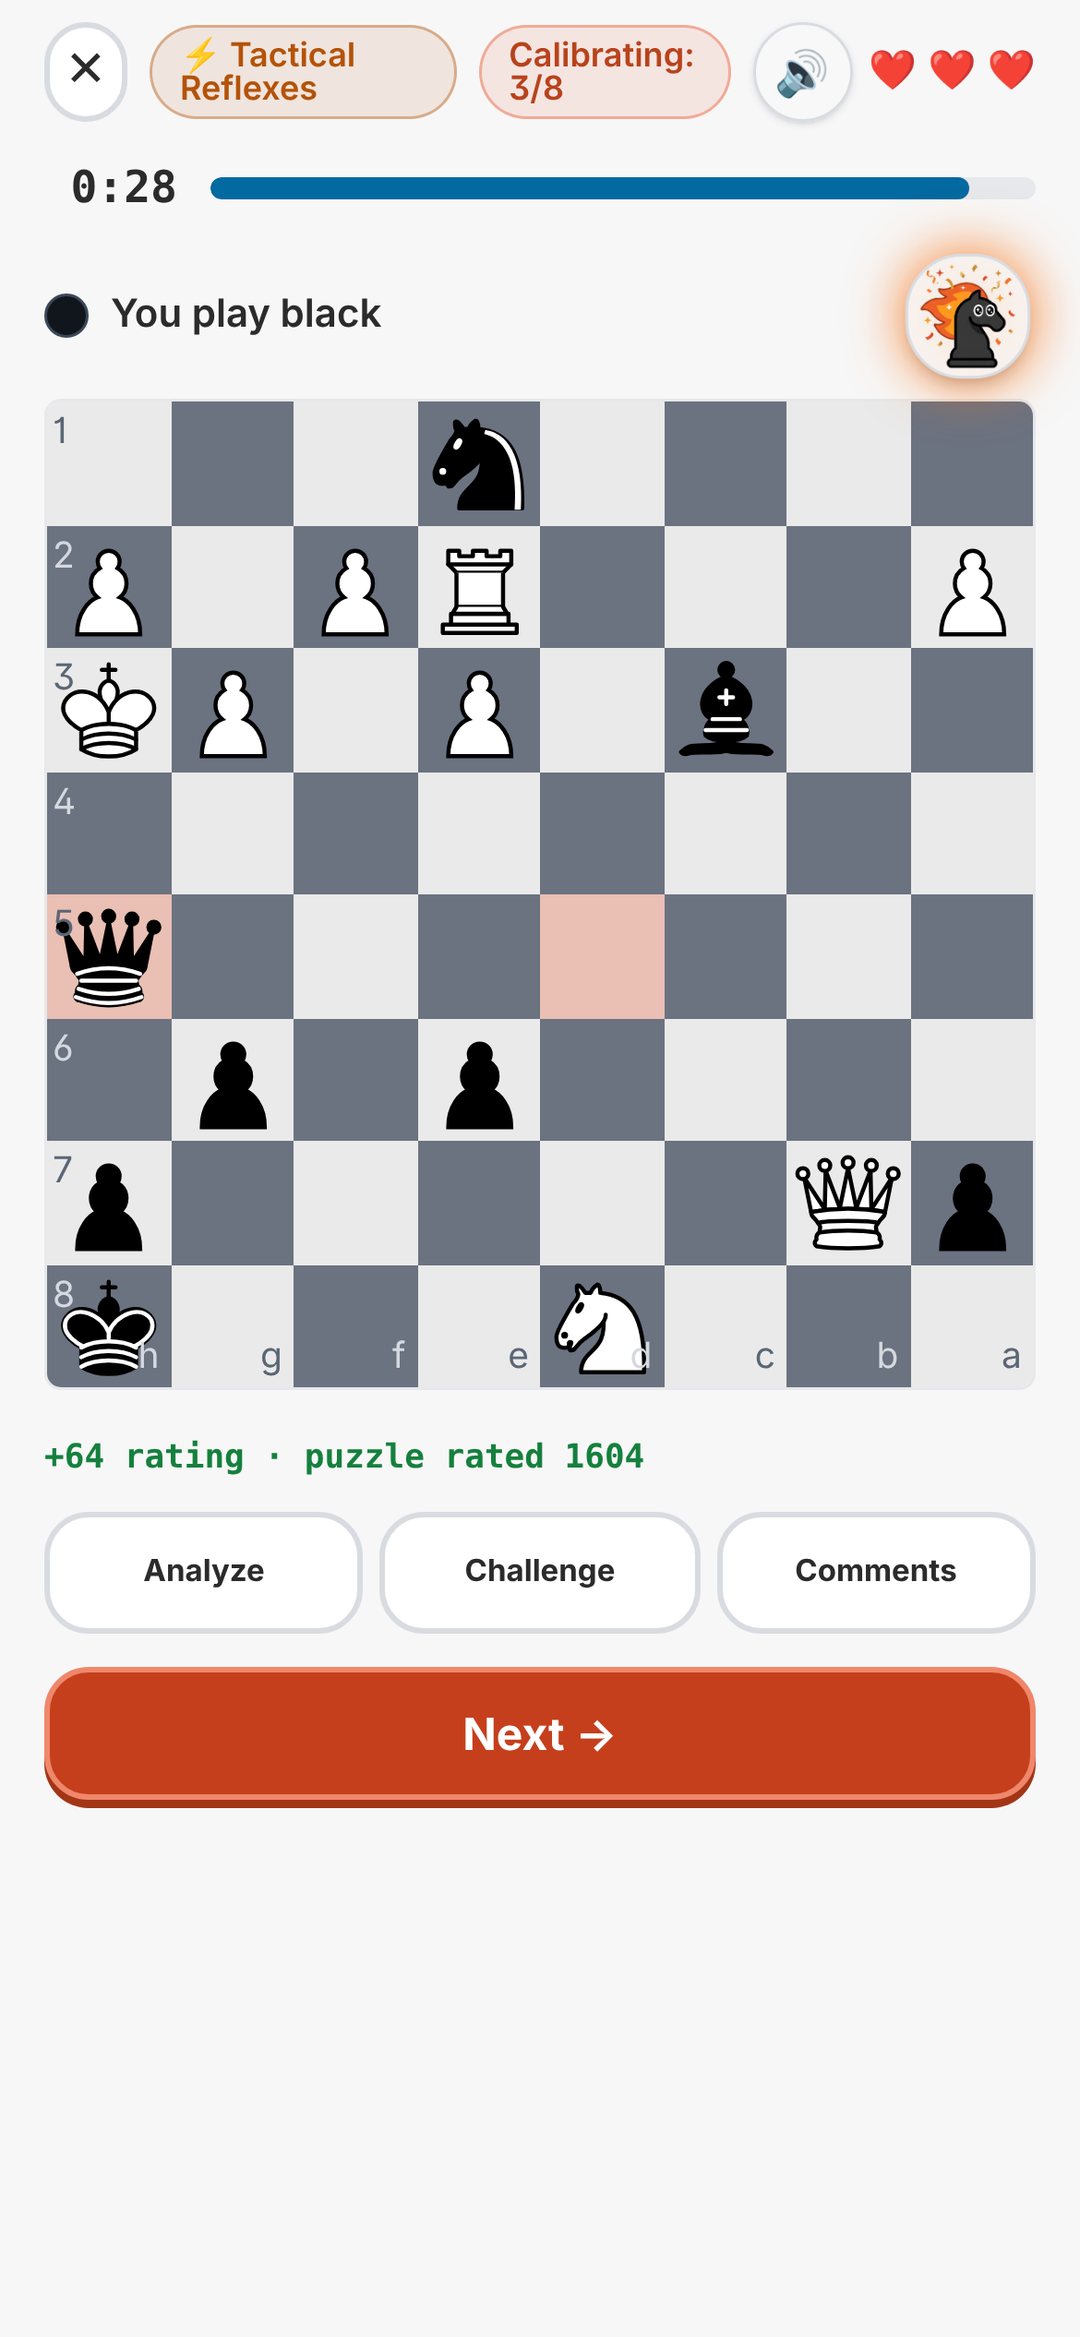 ⚡ Tactical
Reflexes
Calibrating:
3/8
0:28
You play black
1
2
3
4
5
6
7
8
h g f e d c b a
+64 rating · puzzle rated 1604
Analyze Challenge Comments
Next →